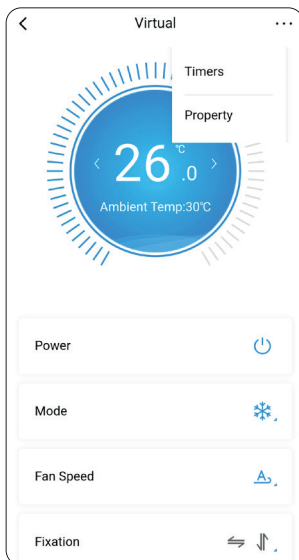 Virtual
Timers
Property
26.0 ℃
Ambient Temp:30℃
Power
Mode
Fan Speed
A
Fixation